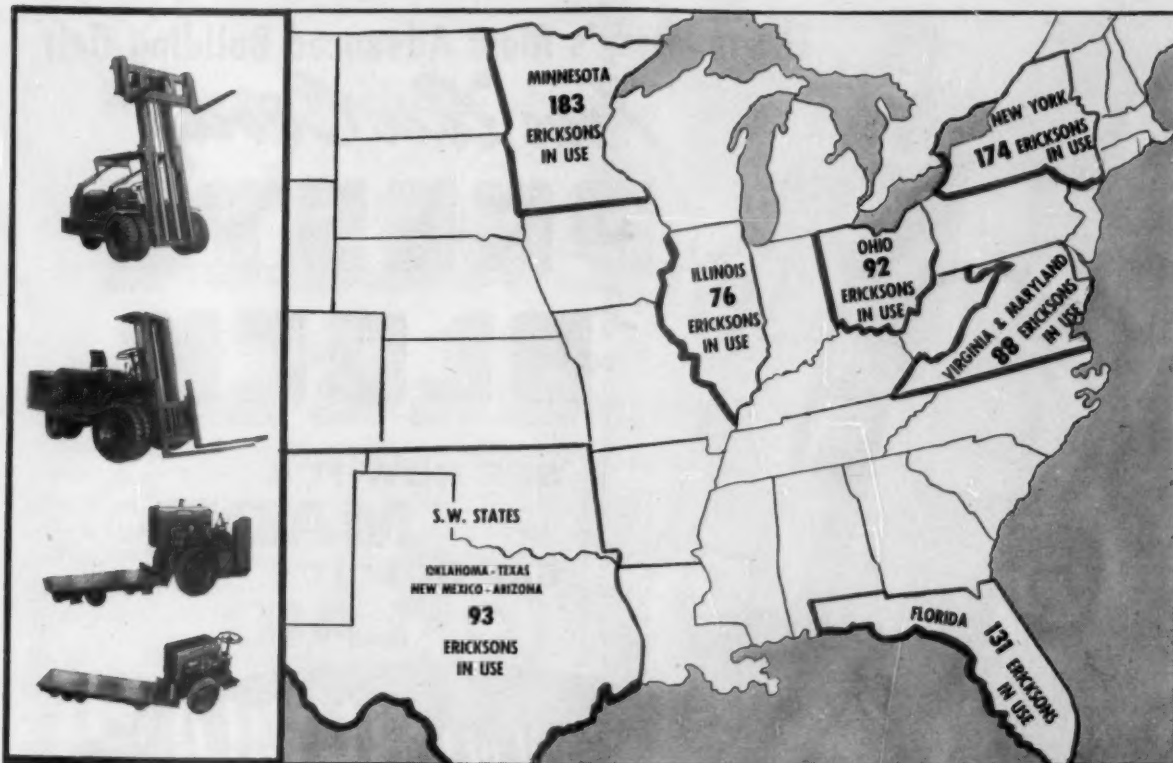 MINNESOTA
183
ERICKSONS
IN USE
NEW YORK
174 ERICKSONS
IN USE
ILLINOIS
76
ERICKSONS
IN USE
OHIO
92
ERICKSONS
IN USE
VIRGINIA & MARYLAND
88 ERICKSONS
IN USE
S.W. STATES
OKLAHOMA - TEXAS
NEW MEXICO - ARIZONA
93
ERICKSONS
IN USE
FLORIDA
131 ERICKSONS
IN USE